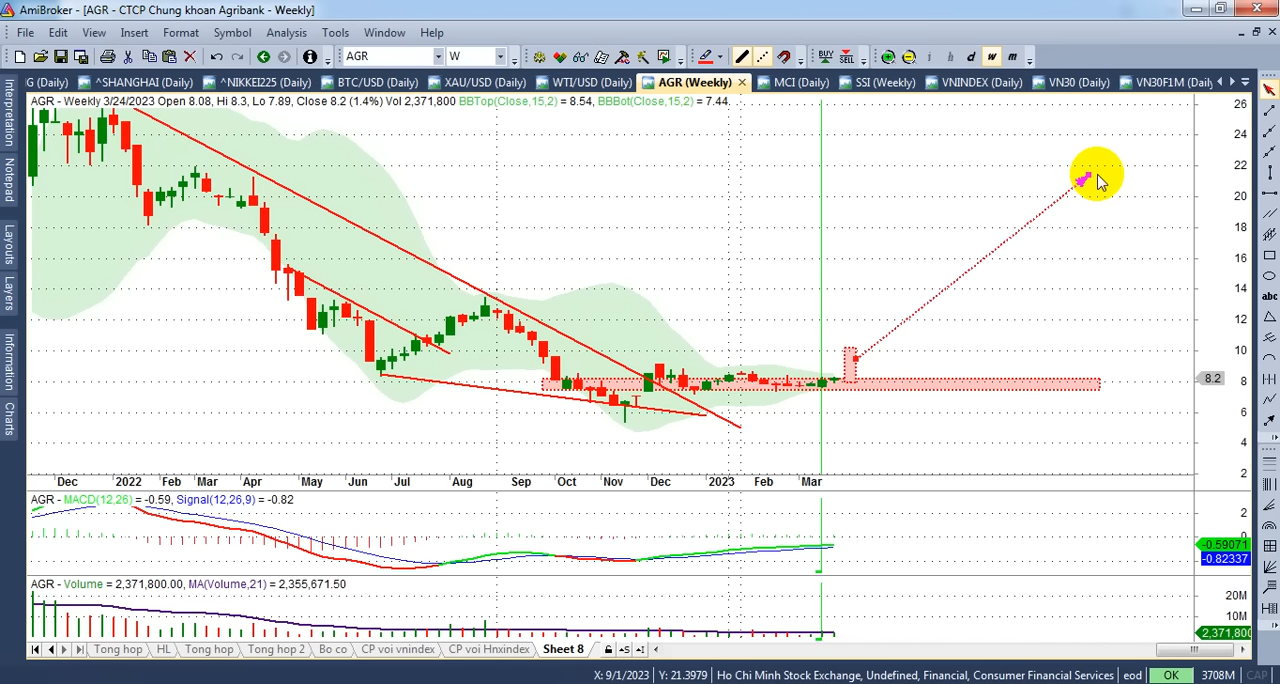 AmiBroker - [AGR - CTCP Chung khoan Agribank - Weekly]
File Edit View Insert Format Symbol Analysis Tools Window Help
AGR W BUY SELL i h d w m
G (Daily) ^SHANGHAI (Daily) ^NIKKEI225 (Daily) BTC/USD (Daily) XAU/USD (Daily) WTI/USD (Daily) AGR (Weekly) MCI (Daily) SSI (Weekly) VNINDEX (Daily) VN30 (Daily) VN30F1M (Daily)
AGR - Weekly 3/24/2023 Open 8.08, Hi 8.3, Lo 7.89, Close 8.2 (1.4%) Vol 2,371,800 BBTop(Close,15,2) = 8.54, BBBot(Close,15,2) = 7.44
Interpretation
Notepad
Layouts
Layers
Information
Charts
26
24
22
20
18
16
14
12
10
8
8.2
6
4
2
abc
Dec 2022 Feb Mar Apr May Jun Jul Aug Sep Oct Nov Dec 2023 Feb Mar
AGR - MACD(12,26) = -0.59, Signal(12,26,9) = -0.82
2
0
-0.59071
-0.82337
AGR - Volume = 2,371,800.00, MA(Volume,21) = 2,355,671.50
20M
10M
2,371,800
Tong hop HL Tong hop Tong hop 2 Bo co CP voi vnindex CP voi Hnxindex Sheet 8
X: 9/1/2023 Y: 21.3979 Ho Chi Minh Stock Exchange, Undefined, Financial, Consumer Financial Services eod OK 3708M CAP